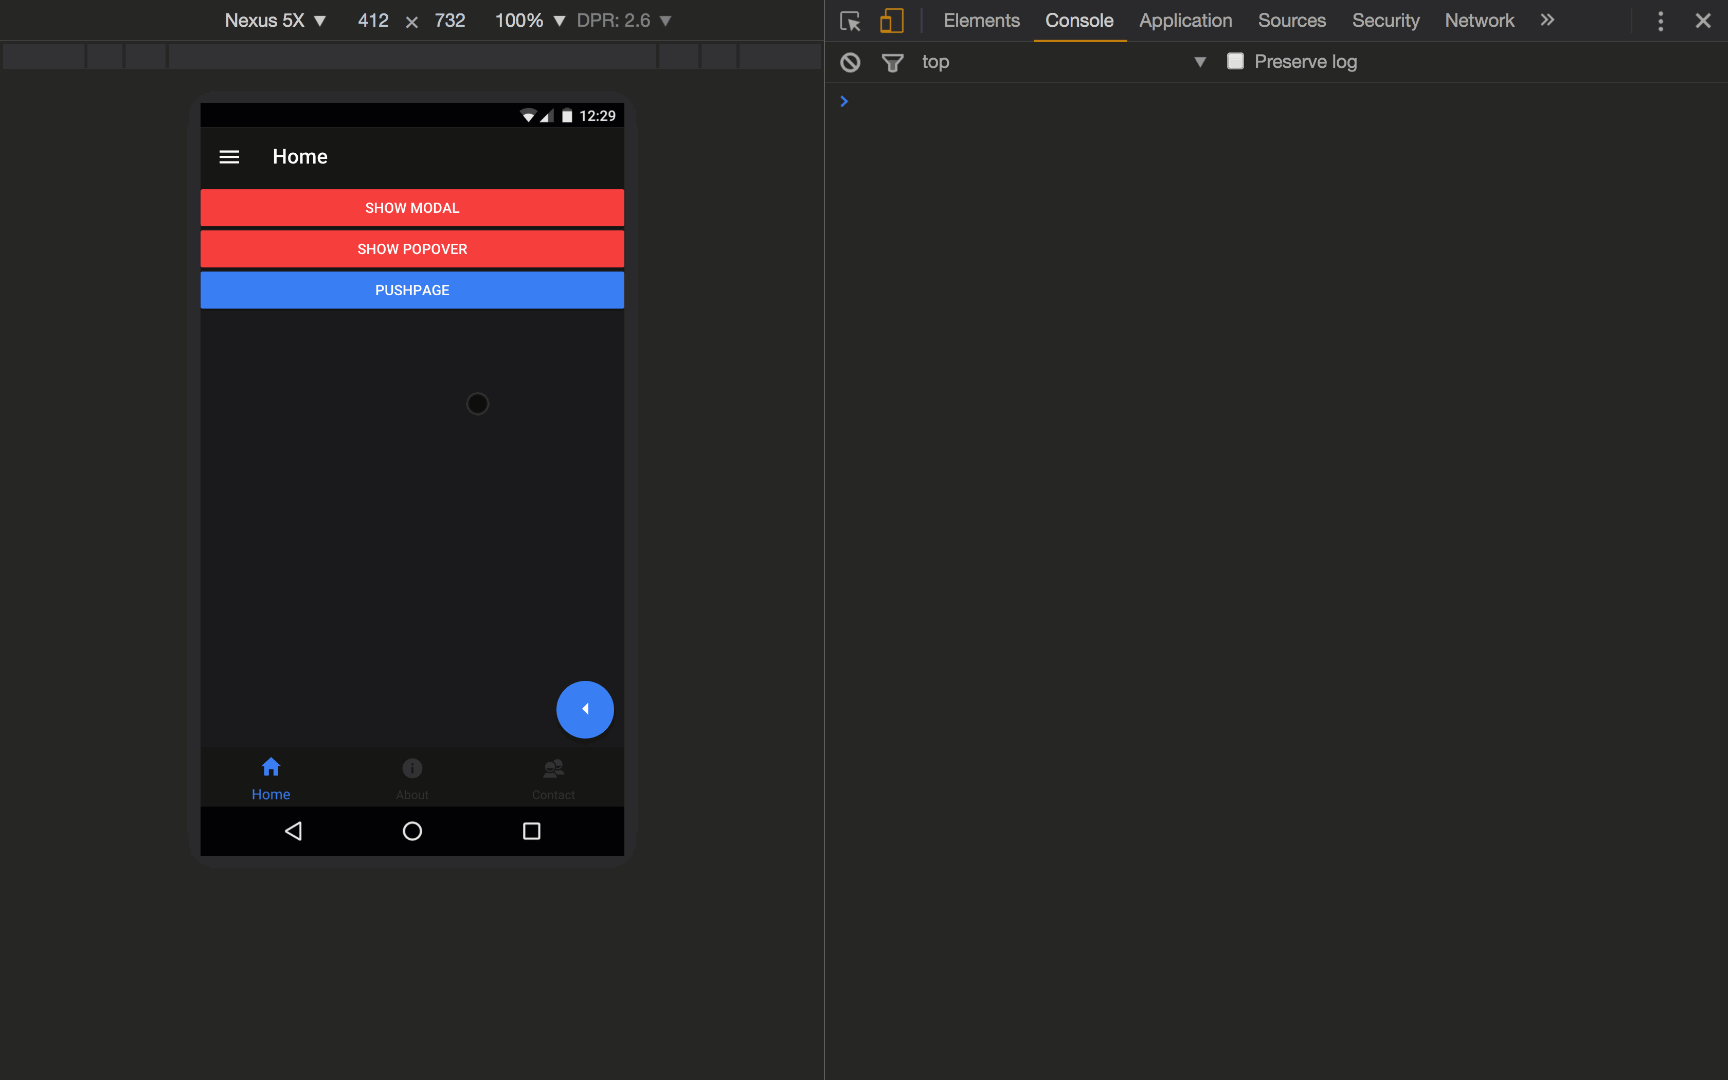 Nexus 5X ▼ 412 × 732 100% ▼ DPR: 2.6 ▼
Elements Console Application Sources Security Network »
top ▼ Preserve log
12:29
Home
SHOW MODAL
SHOW POPOVER
PUSHPAGE
Home About Contact